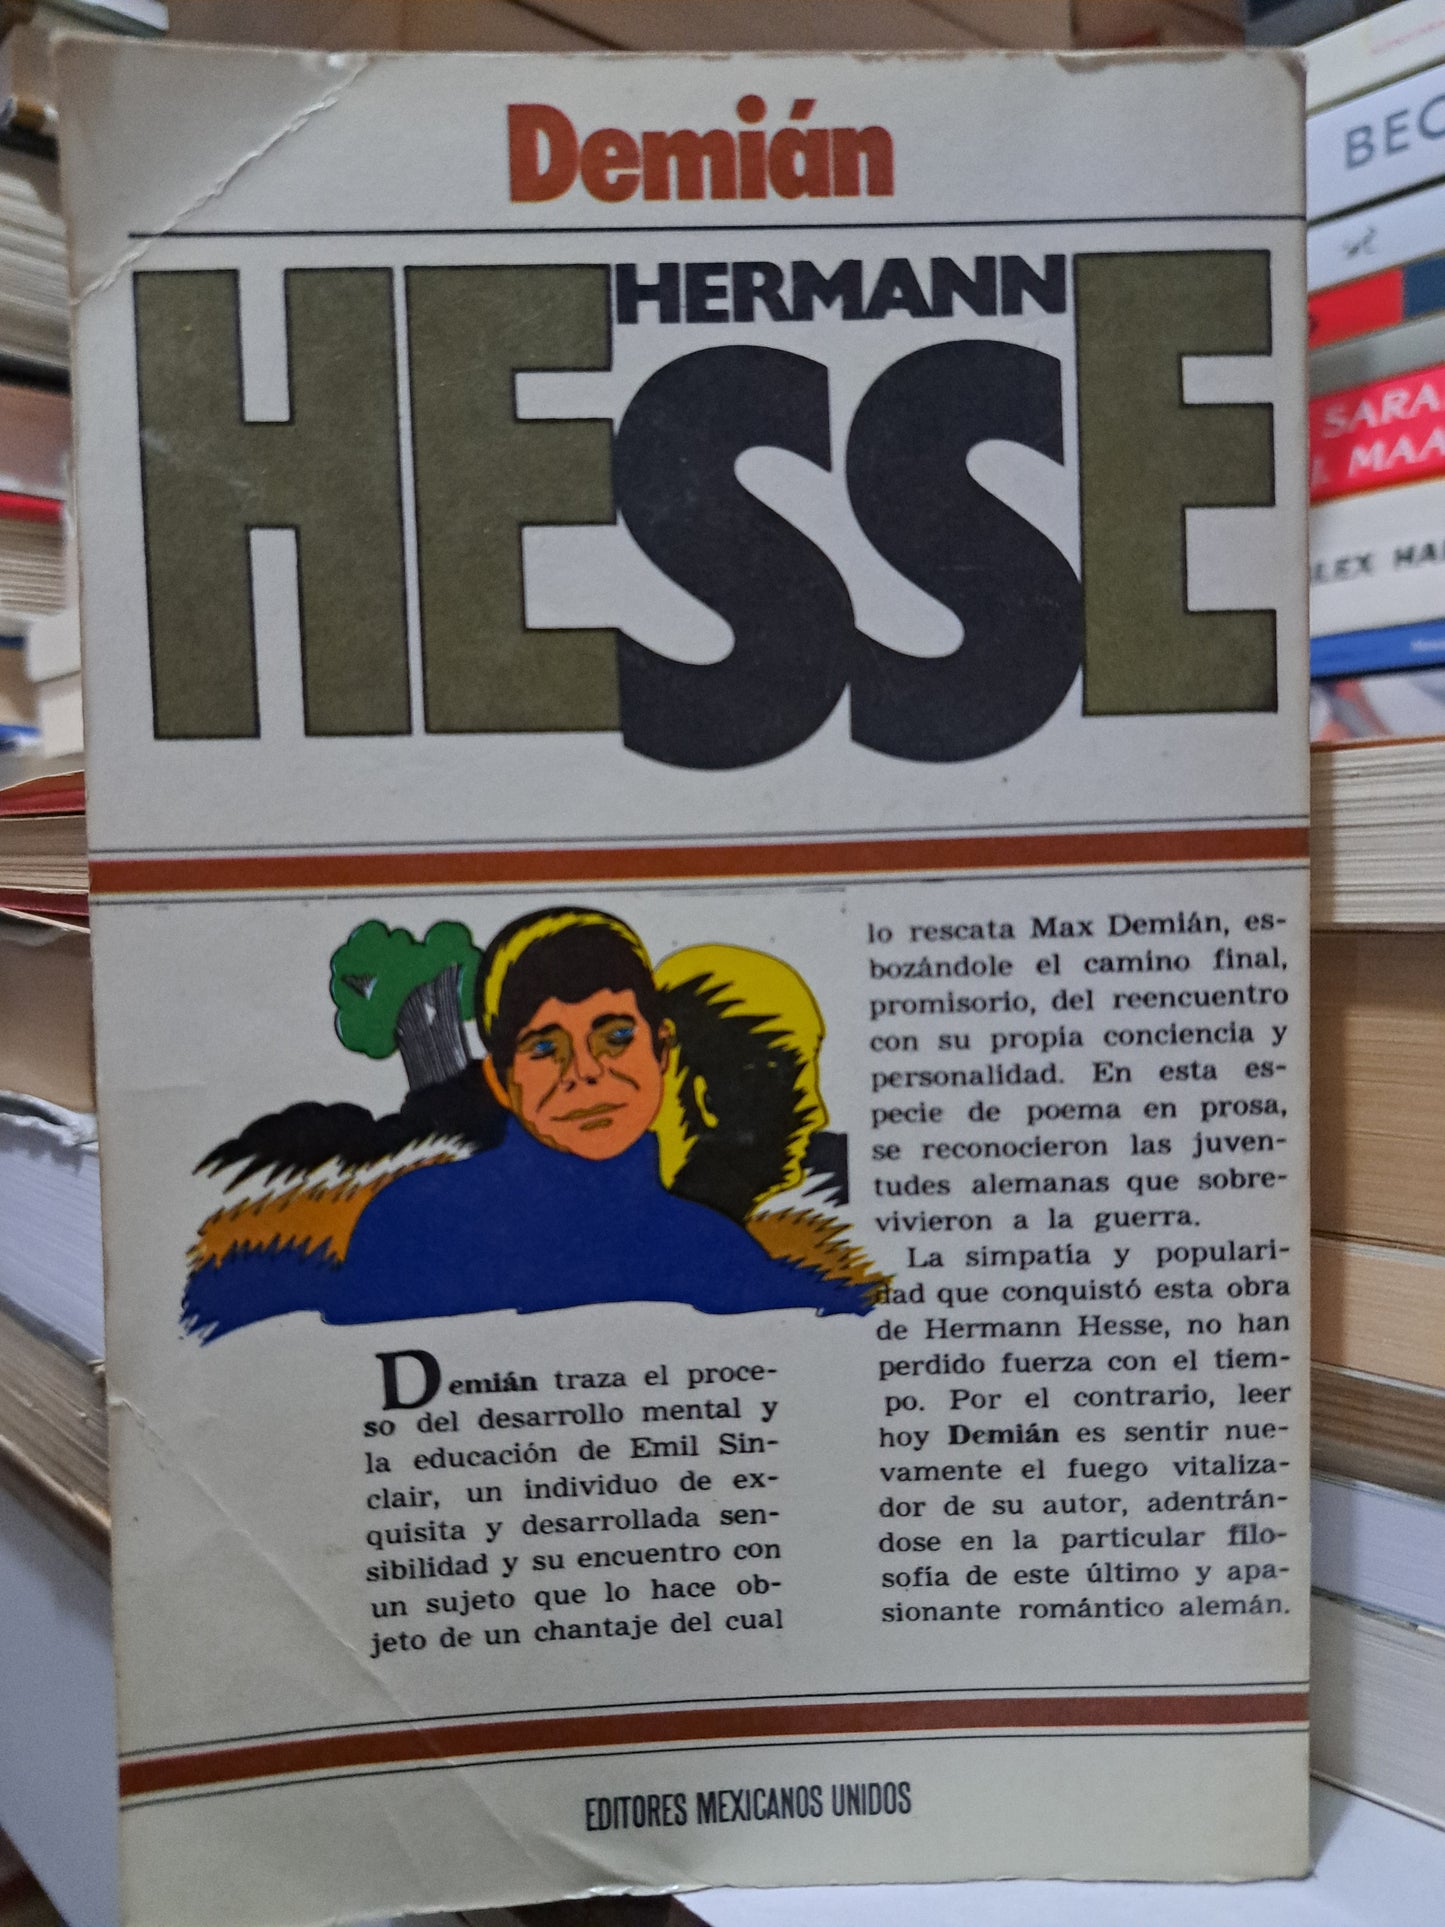 Demián
HERMANN
HESSE
Demián traza el proce-
so del desarrollo mental y
la educación de Emil Sin-
clair, un individuo de ex-
quisita y desarrollada sen-
sibilidad y su encuentro con
un sujeto que lo hace ob-
jeto de un chantaje del cual
lo rescata Max Demián, es-
bozándole el camino final,
promisorio, del reencuentro
con su propia conciencia y
personalidad. En esta es-
pecie de poema en prosa,
se reconocieron las juven-
tudes alemanas que sobre-
vivieron a la guerra.
La simpatía y populari-
dad que conquistó esta obra
de Hermann Hesse, no han
perdido fuerza con el tiem-
po. Por el contrario, leer
hoy Demián es sentir nue-
vamente el fuego vitaliza-
dor de su autor, adentrán-
dose en la particular filo-
sofía de este último y apa-
sionante romántico alemán.
EDITORES MEXICANOS UNIDOS
BEC
SARA
MAA
LEX HA